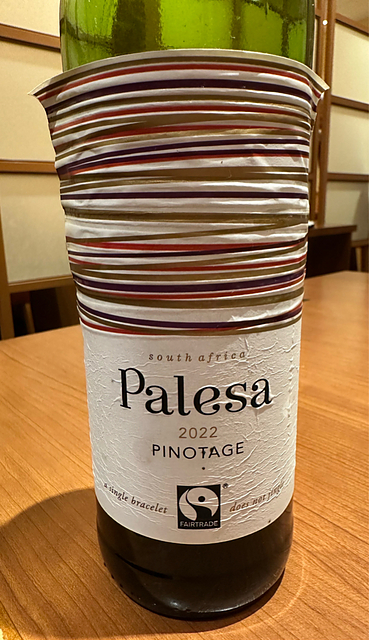 south africa
Palesa
2022
PINOTAGE
a single bracelet does not jingle
®
FAIRTRADE